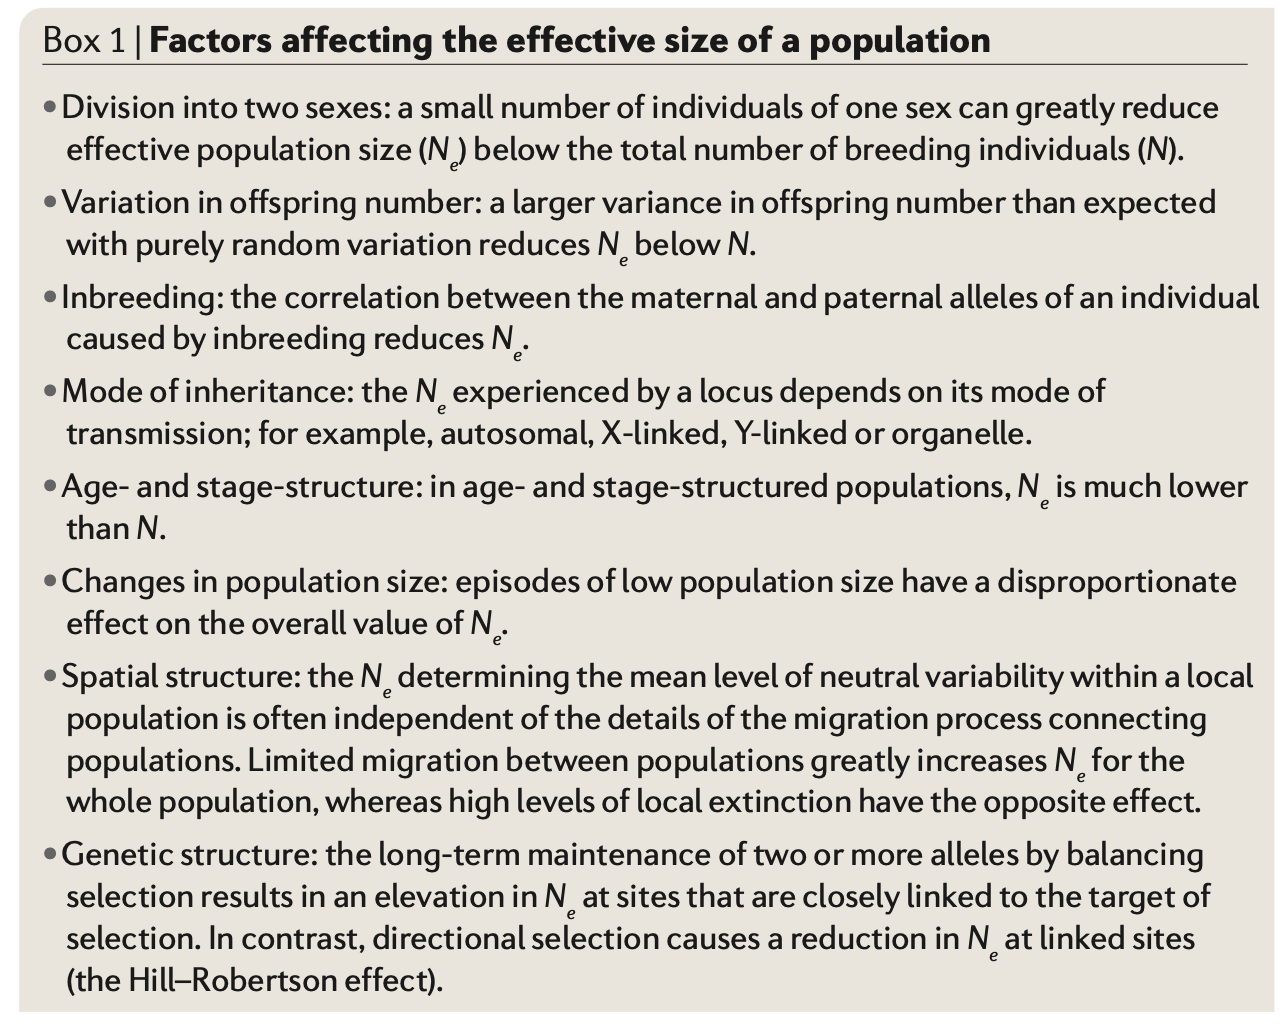 Box 1 | Factors affecting the effective size of a population
•Division into two sexes: a small number of individuals of one sex can greatly reduce
effective population size (Ne) below the total number of breeding individuals (N).
•Variation in offspring number: a larger variance in offspring number than expected
with purely random variation reduces Ne below N.
•Inbreeding: the correlation between the maternal and paternal alleles of an individual
caused by inbreeding reduces Ne.
•Mode of inheritance: the Ne experienced by a locus depends on its mode of
transmission; for example, autosomal, X-linked, Y-linked or organelle.
•Age- and stage-structure: in age- and stage-structured populations, Ne is much lower
than N.
•Changes in population size: episodes of low population size have a disproportionate
effect on the overall value of Ne.
•Spatial structure: the Ne determining the mean level of neutral variability within a local
population is often independent of the details of the migration process connecting
populations. Limited migration between populations greatly increases Ne for the
whole population, whereas high levels of local extinction have the opposite effect.
•Genetic structure: the long-term maintenance of two or more alleles by balancing
selection results in an elevation in Ne at sites that are closely linked to the target of
selection. In contrast, directional selection causes a reduction in Ne at linked sites
(the Hill–Robertson effect).